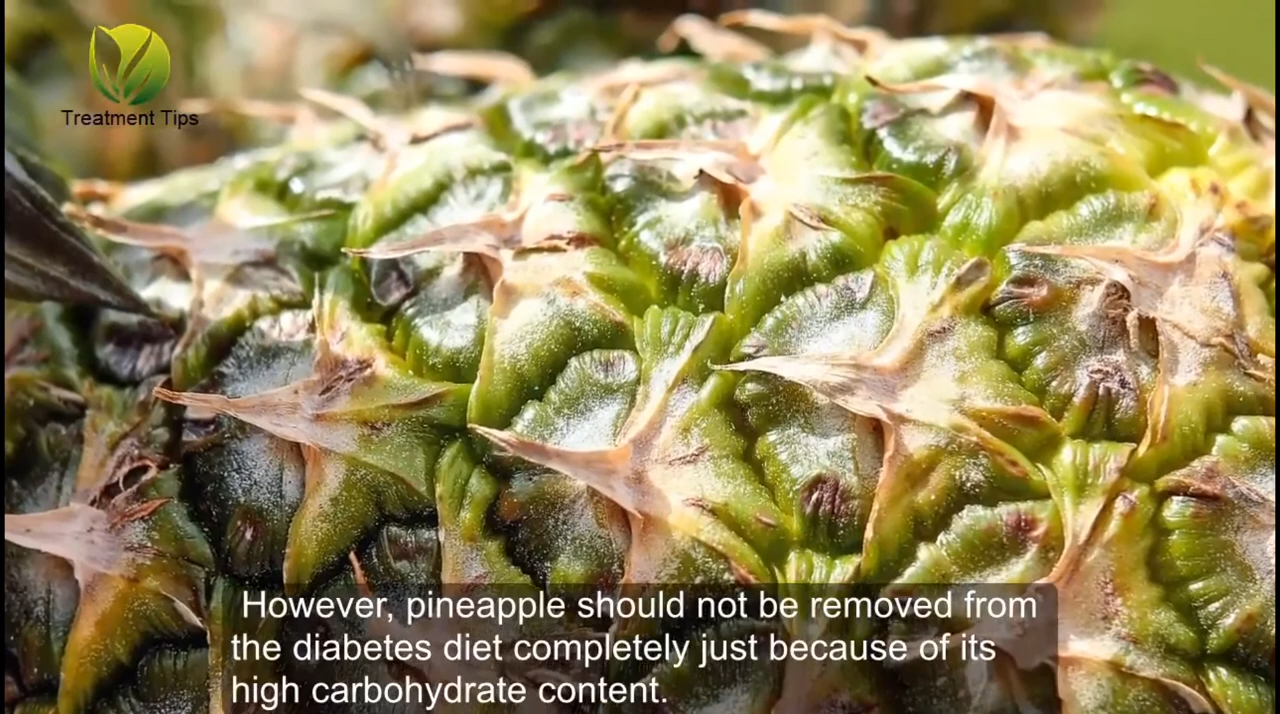 Treatment Tips
However, pineapple should not be removed from
the diabetes diet completely just because of its
high carbohydrate content.